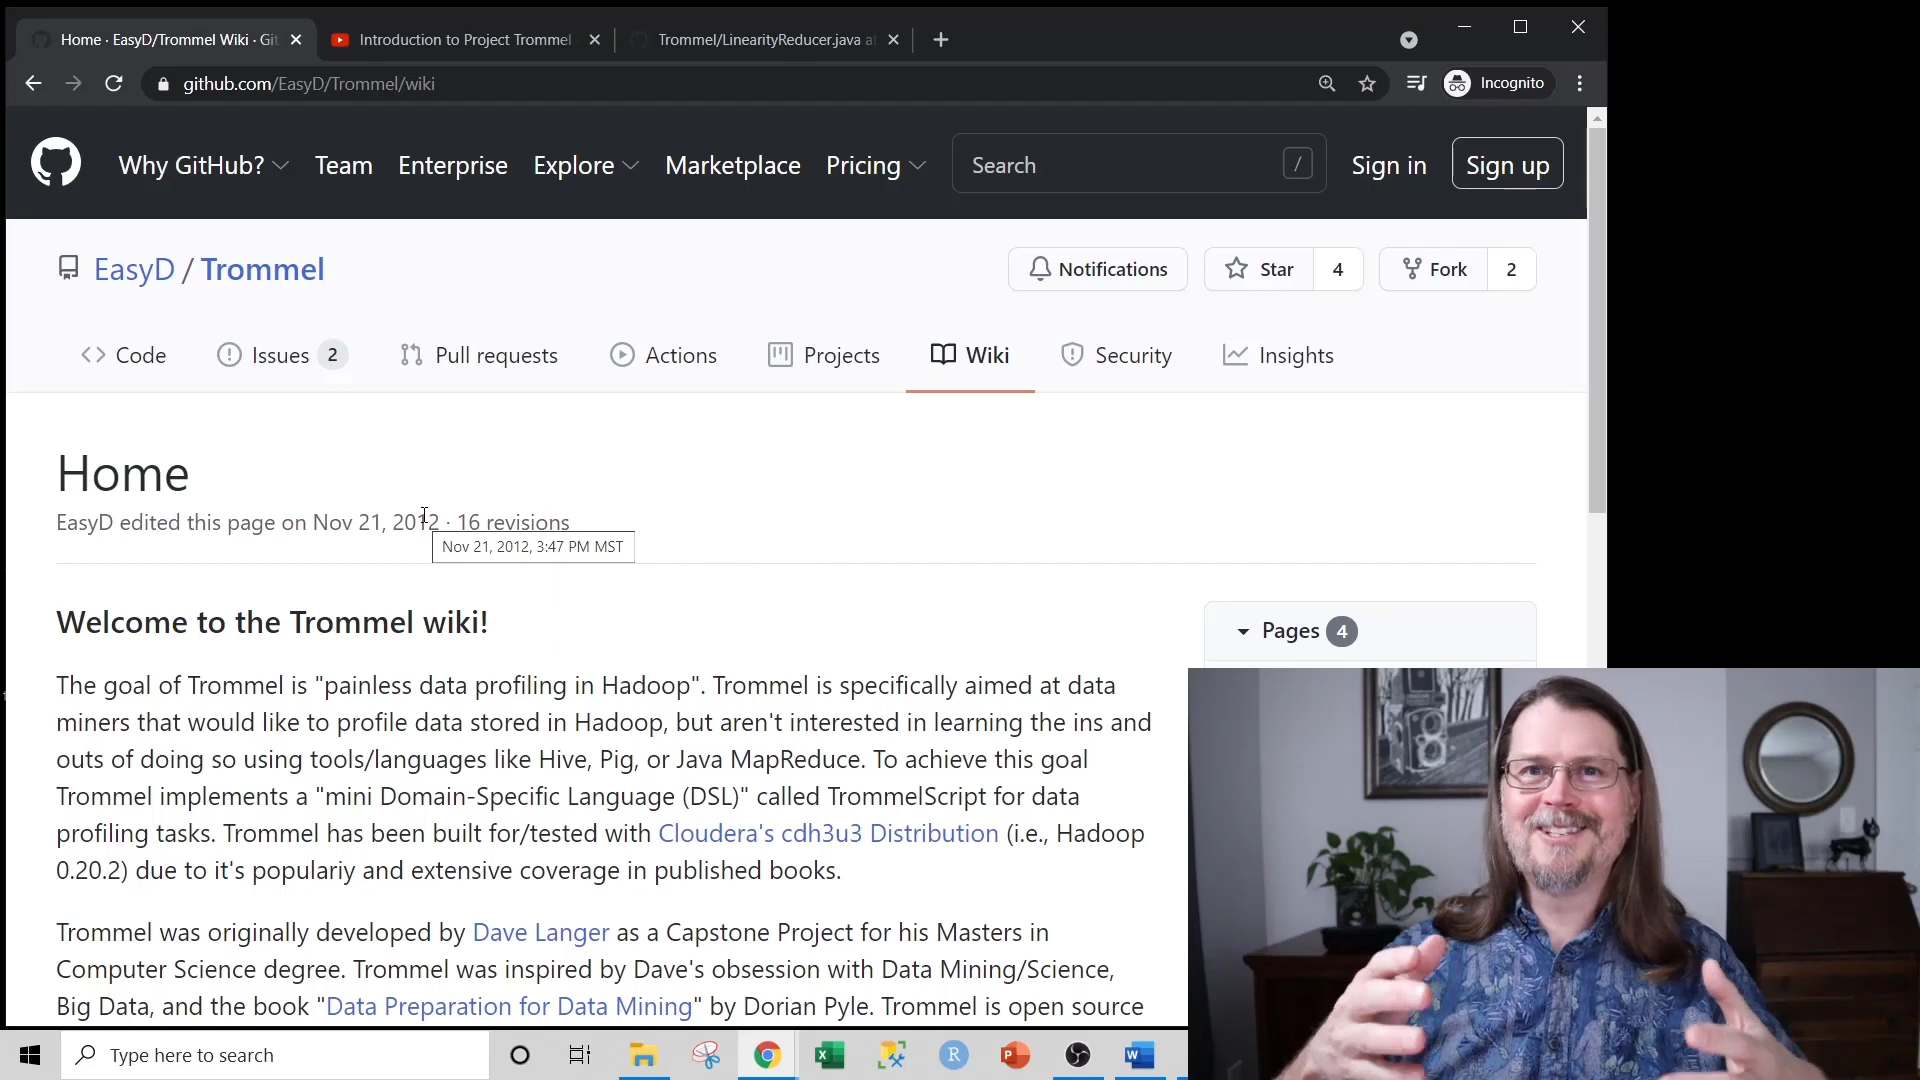 Home · EasyD/Trommel Wiki · Git
Introduction to Project Trommel
Trommel/LinearityReducer.java at
github.com/EasyD/Trommel/wiki
Incognito
Why GitHub?
Team
Enterprise
Explore
Marketplace
Pricing
Search
/
Sign in
Sign up
EasyD / Trommel
Notifications
Star 4
Fork 2
Code
Issues 2
Pull requests
Actions
Projects
Wiki
Security
Insights
Home
EasyD edited this page on Nov 21, 2012 · 16 revisions
Nov 21, 2012, 3:47 PM MST
Welcome to the Trommel wiki!
Pages 4
The goal of Trommel is "painless data profiling in Hadoop". Trommel is specifically aimed at data
miners that would like to profile data stored in Hadoop, but aren't interested in learning the ins and
outs of doing so using tools/languages like Hive, Pig, or Java MapReduce. To achieve this goal
Trommel implements a "mini Domain-Specific Language (DSL)" called TrommelScript for data
profiling tasks. Trommel has been built for/tested with Cloudera's cdh3u3 Distribution (i.e., Hadoop
0.20.2) due to it's populariy and extensive coverage in published books.
Trommel was originally developed by Dave Langer as a Capstone Project for his Masters in
Computer Science degree. Trommel was inspired by Dave's obsession with Data Mining/Science,
Big Data, and the book "Data Preparation for Data Mining" by Dorian Pyle. Trommel is open source
Type here to search